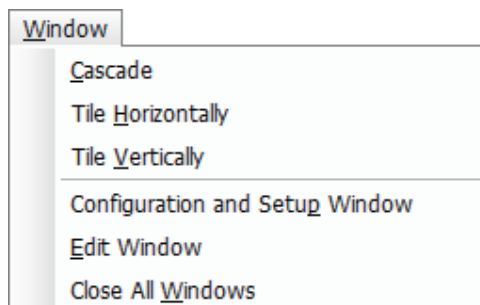 Window
Cascade
Tile Horizontally
Tile Vertically
Configuration and Setup Window
Edit Window
Close All Windows